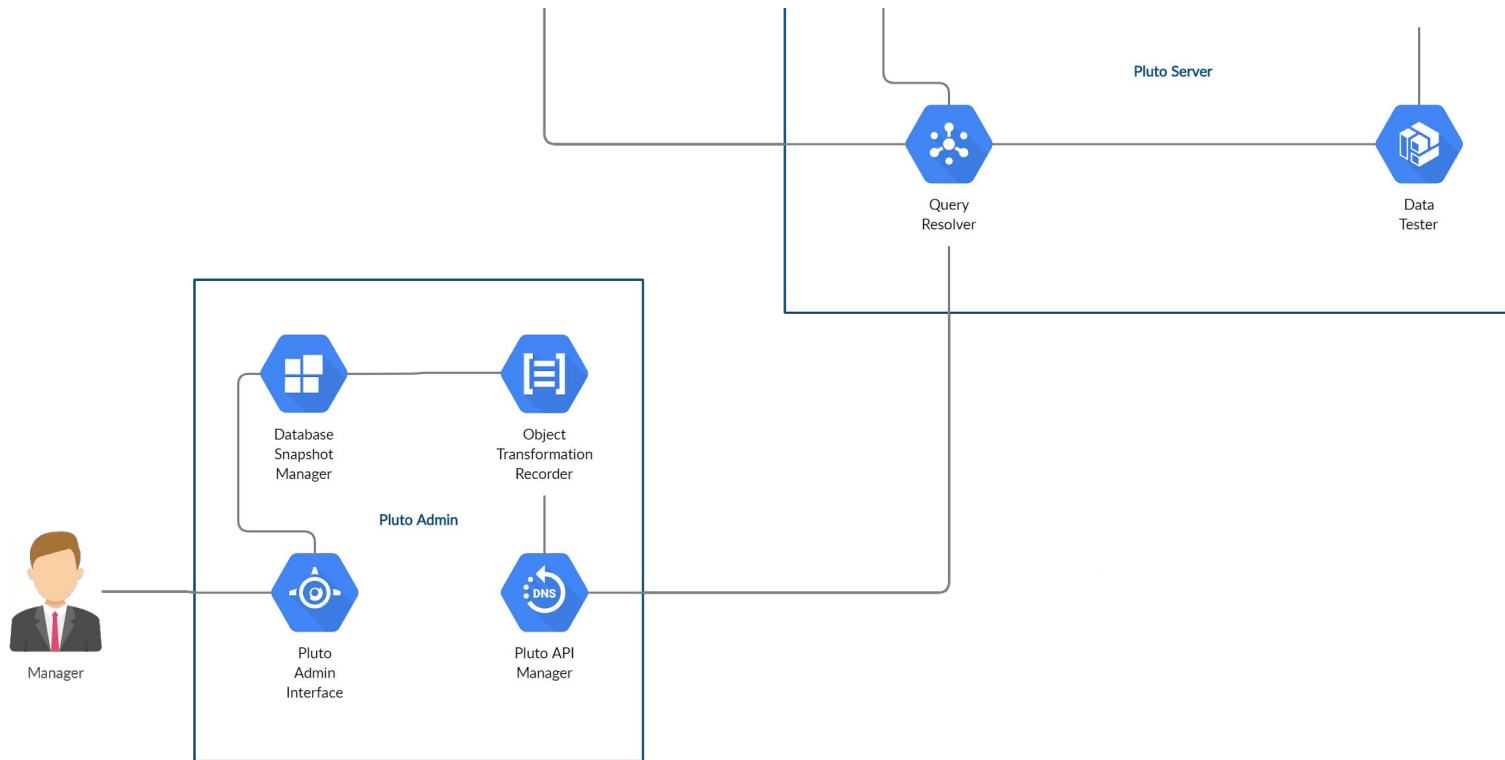 Pluto Server
Query
Resolver
Data
Tester
Database
Snapshot
Manager
Object
Transformation
Recorder
Pluto Admin
Manager
Pluto
Admin
Interface
DNS
Pluto API
Manager